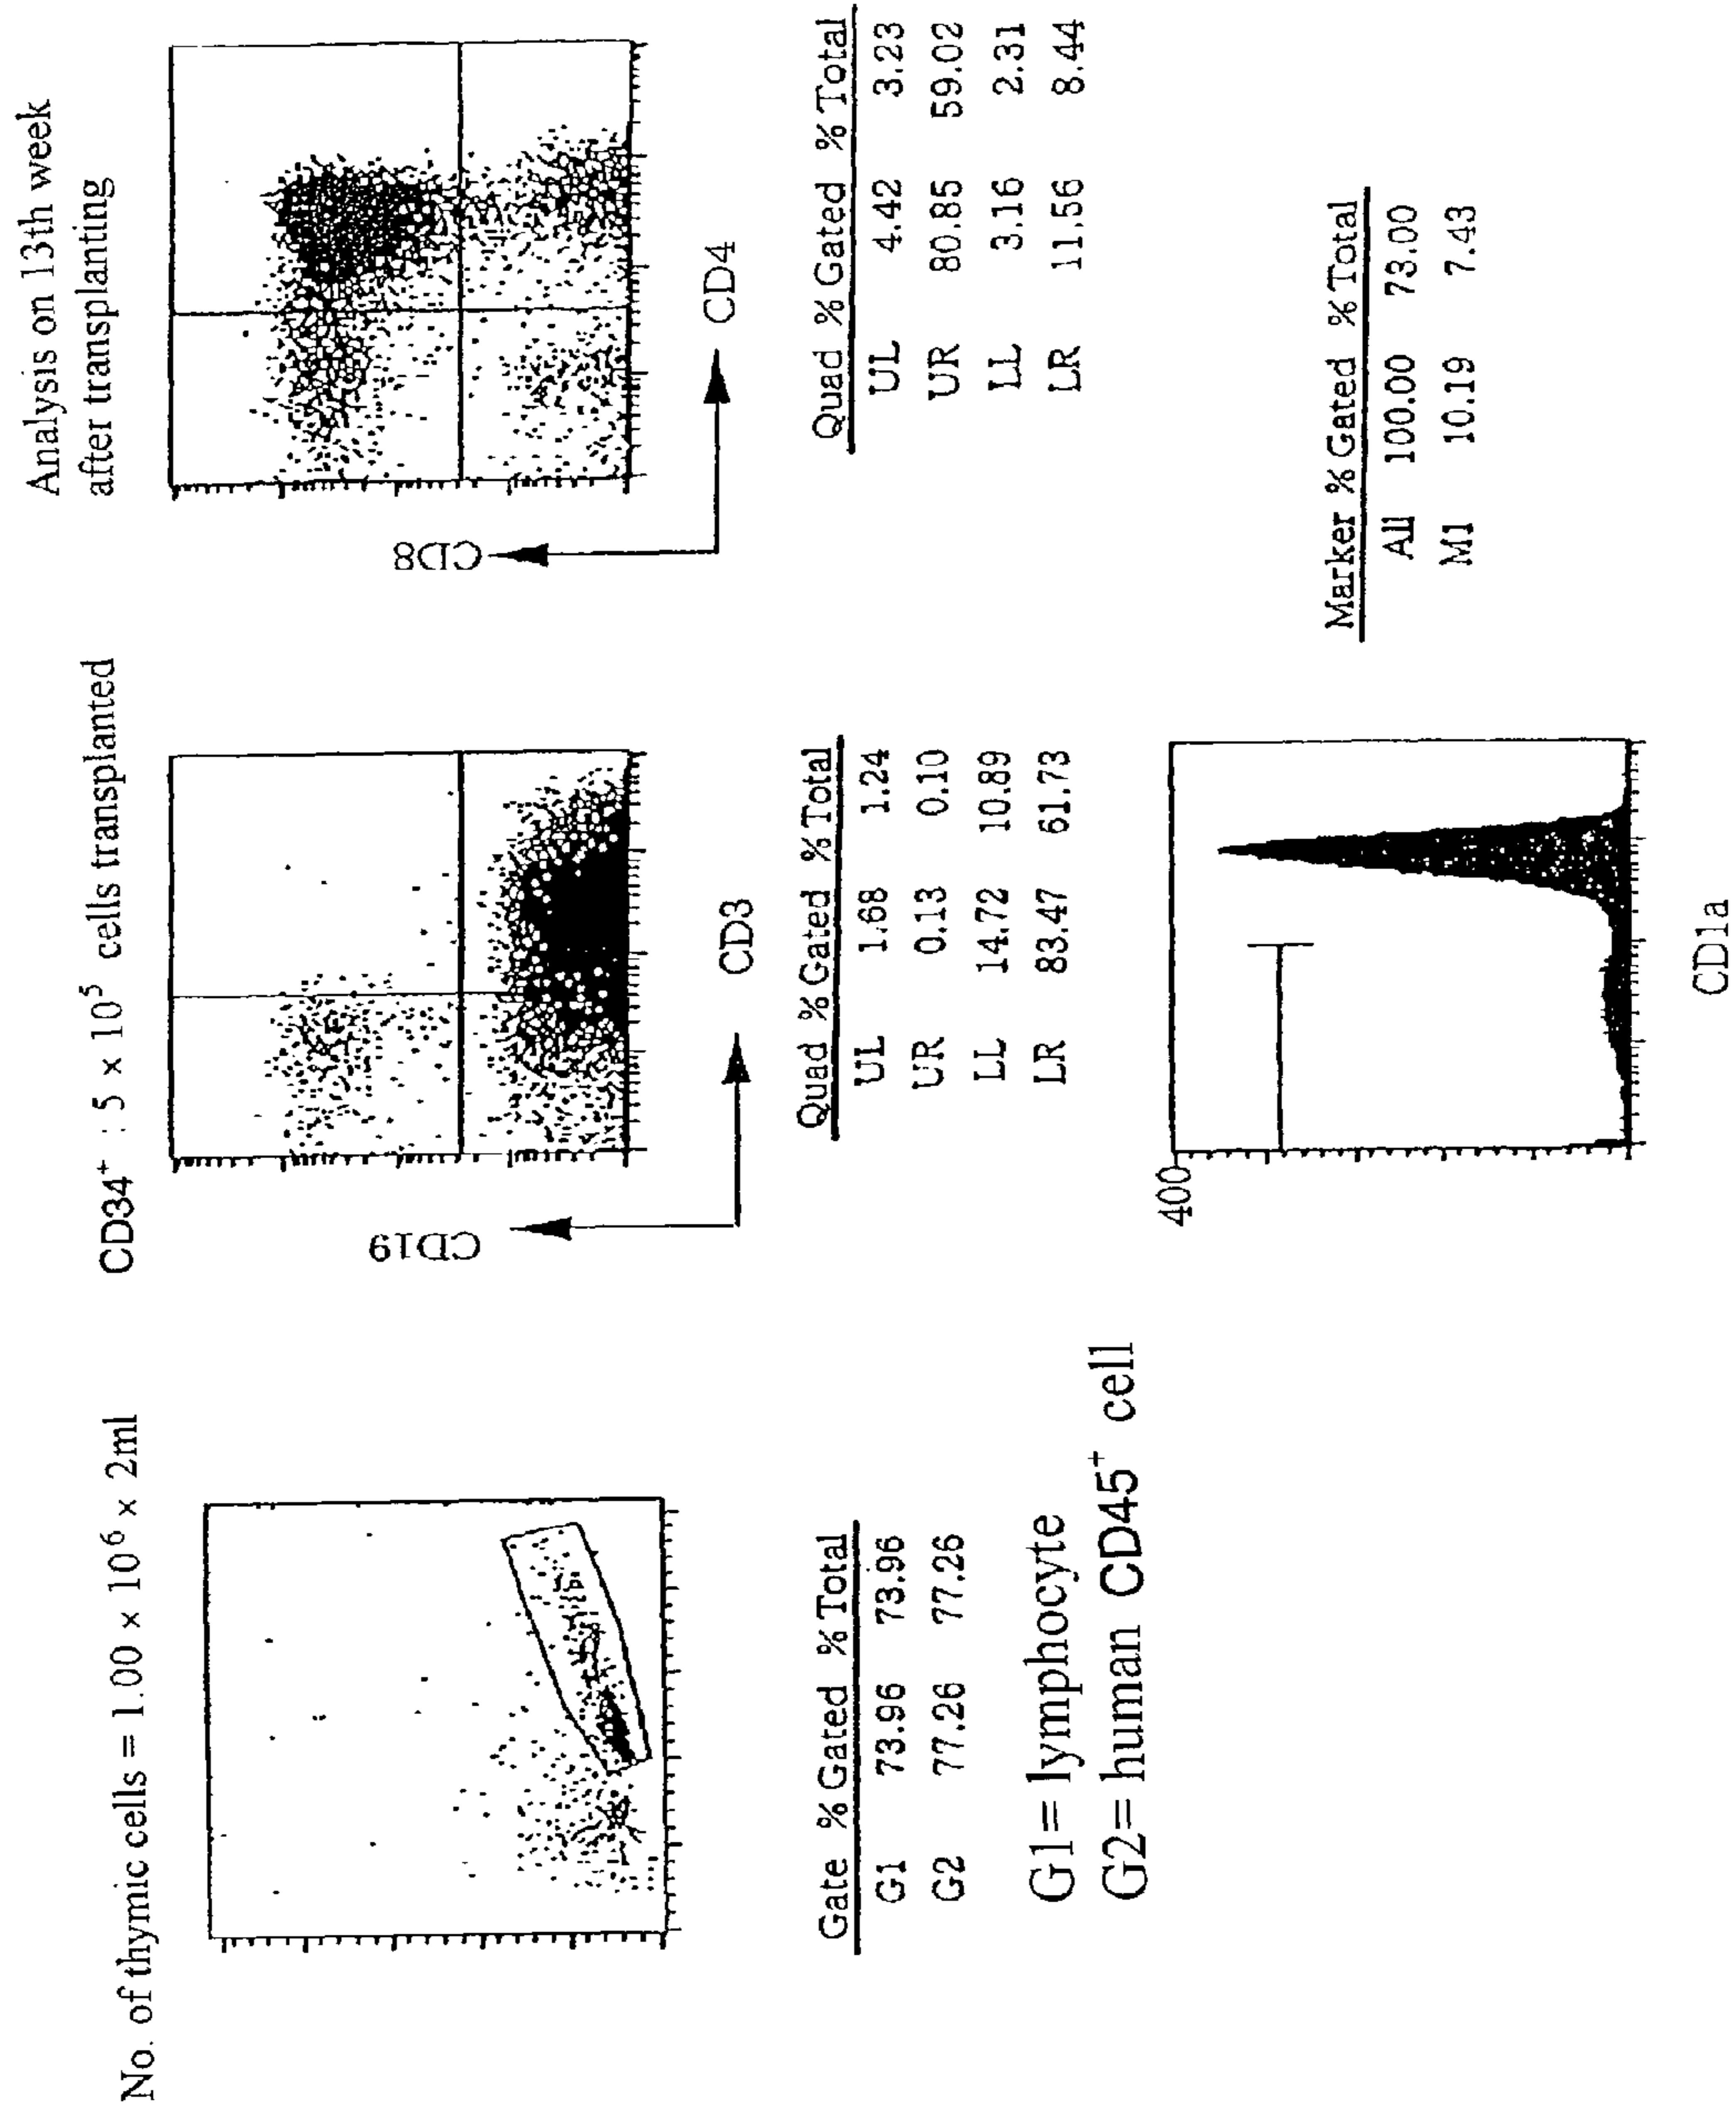 No. of thymic cells = 1.00 × 10⁶ × 2ml
CD34⁺ : 5 × 10⁵ cells transplanted
Analysis on 13th week
after transplanting
Gate % Gated % Total
G1 73.96 73.96
G2 77.26 77.26
G1= lymphocyte
G2= human CD45⁺ cell
CD19
CD3
Quad % Gated % Total
UL 1.68 1.24
UR 0.13 0.10
LL 14.72 10.89
LR 83.47 61.73
CD8
CD4
Quad % Gated % Total
UL 4.42 3.23
UR 80.85 59.02
LL 3.16 2.31
LR 11.56 8.44
400
CD1a
Marker % Gated % Total
All 100.00 73.00
M1 10.19 7.43